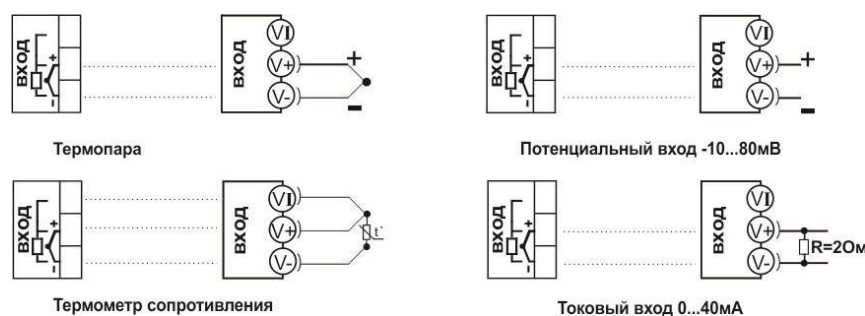 ВХОД
+
-
ВХОД
VI
V+
V-
+
-
Термопара
ВХОД
+
-
ВХОД
VI
V+
V-
+
-
Потенциальный вход -10...80мВ
ВХОД
+
-
ВХОД
VI
V+
V-
t°
Термометр сопротивления
ВХОД
+
-
ВХОД
VI
V+
V-
R=2Ом
Токовый вход 0...40мА